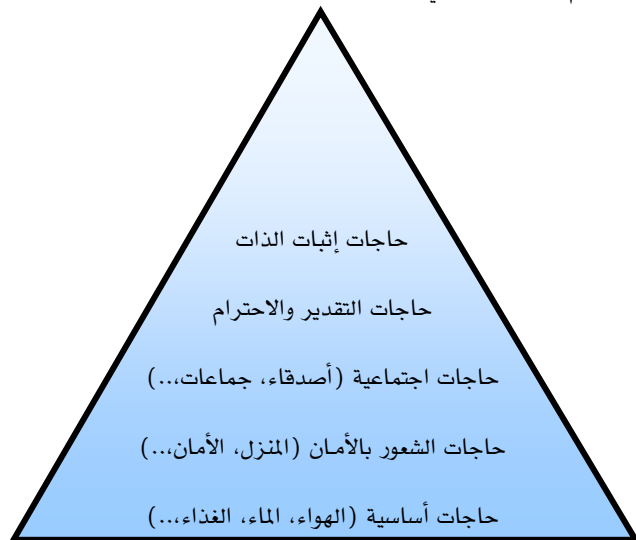 حاجات إثبات الذات
حاجات التقدير والاحترام
حاجات اجتماعية (أصدقاء، جماعات،..)
حاجات الشعور بالأمان (المنزل، الأمان،..)
حاجات أساسية (الهواء، الماء، الغذاء،..)